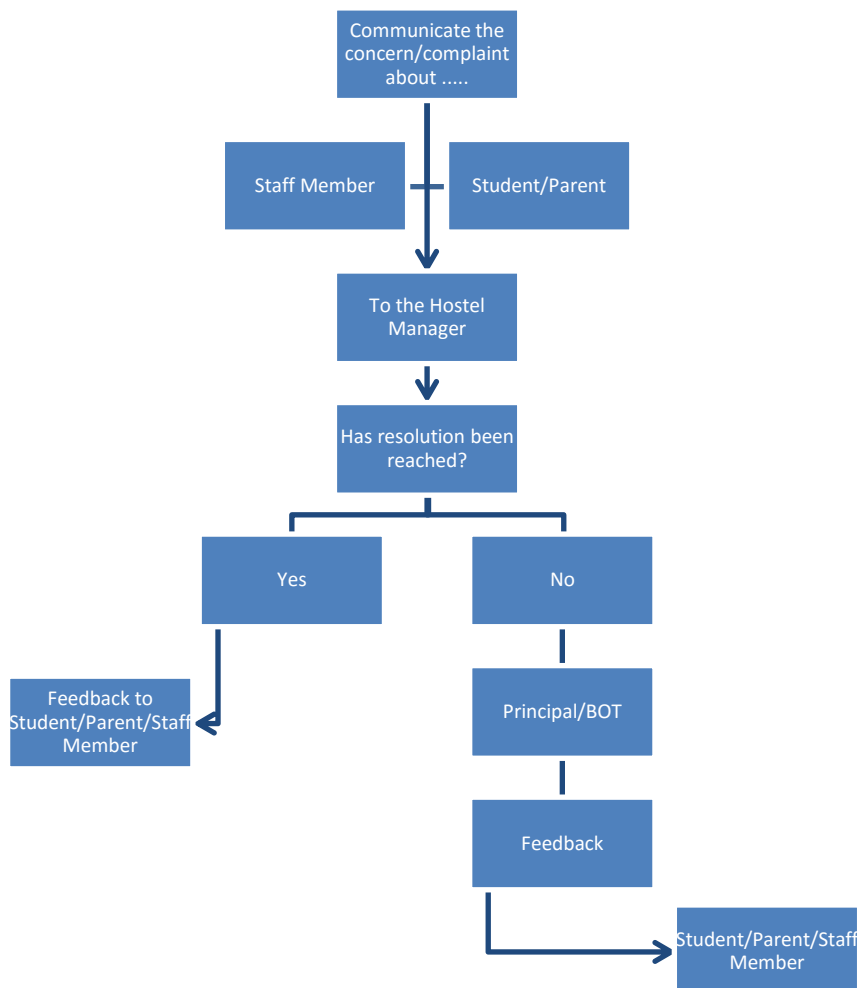 Communicate the
concern/complaint
about .....
Staff Member
Student/Parent
To the Hostel
Manager
Has resolution been
reached?
Yes
No
Feedback to
Student/Parent/Staff
Member
Principal/BOT
Feedback
Student/Parent/Staff
Member